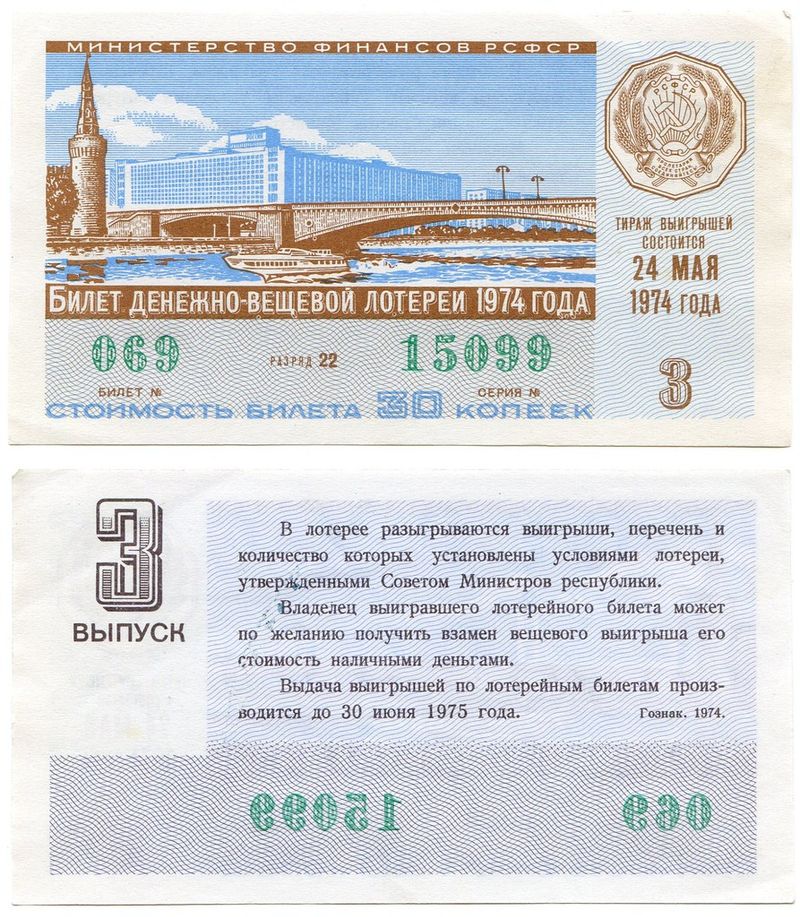 МИНИСТЕРСТВО ФИНАНСОВ РСФСР
РСФСР
ТИРАЖ ВЫИГРЫШЕЙ
СОСТОИТСЯ
24 МАЯ
1974 ГОДА
БИЛЕТ ДЕНЕЖНО-ВЕЩЕВОЙ ЛОТЕРЕИ 1974 ГОДА
069 РАЗРЯД 22 15099
БИЛЕТ № СЕРИЯ №
3
СТОИМОСТЬ БИЛЕТА 30 КОПЕЕК
3
ВЫПУСК
В лотерее разыгрываются выигрыши, перечень и
количество которых установлены условиями лотереи,
утвержденными Советом Министров республики.
Владелец выигравшего лотерейного билета может
по желанию получить взамен вещевого выигрыша его
стоимость наличными деньгами.
Выдача выигрышей по лотерейным билетам произ-
водится до 30 июня 1975 года. Гознак. 1974.
15099 069